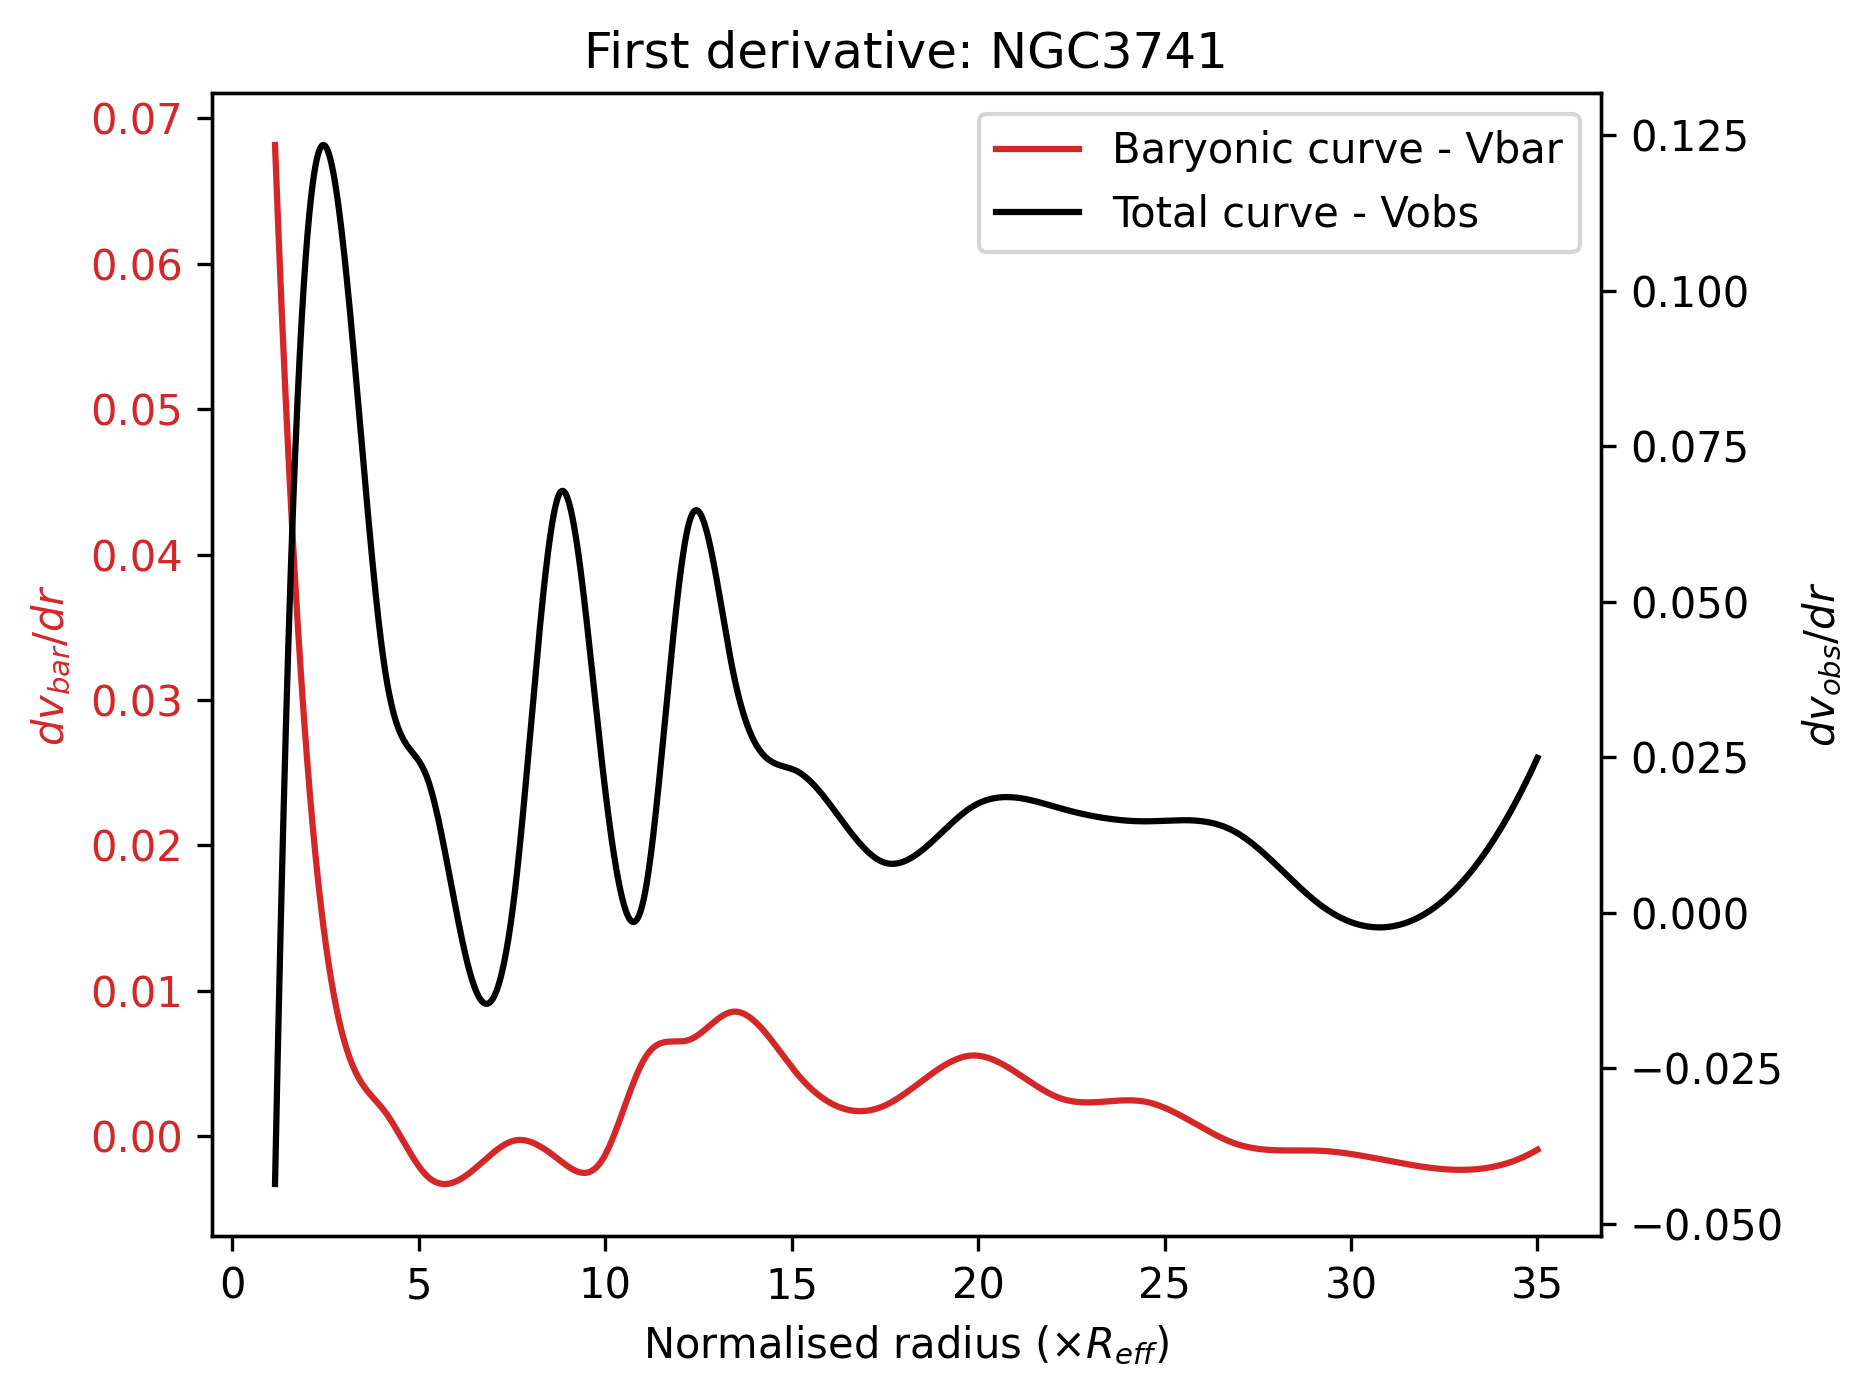 First derivative: NGC3741
Baryonic curve - Vbar
Total curve - Vobs
0.07
0.06
0.05
0.04
0.03
0.02
0.01
0.00
dv_bar/dr
0.125
0.100
0.075
0.050
0.025
0.000
−0.025
−0.050
dv_obs/dr
0 5 10 15 20 25 30 35
Normalised radius (×R_eff)